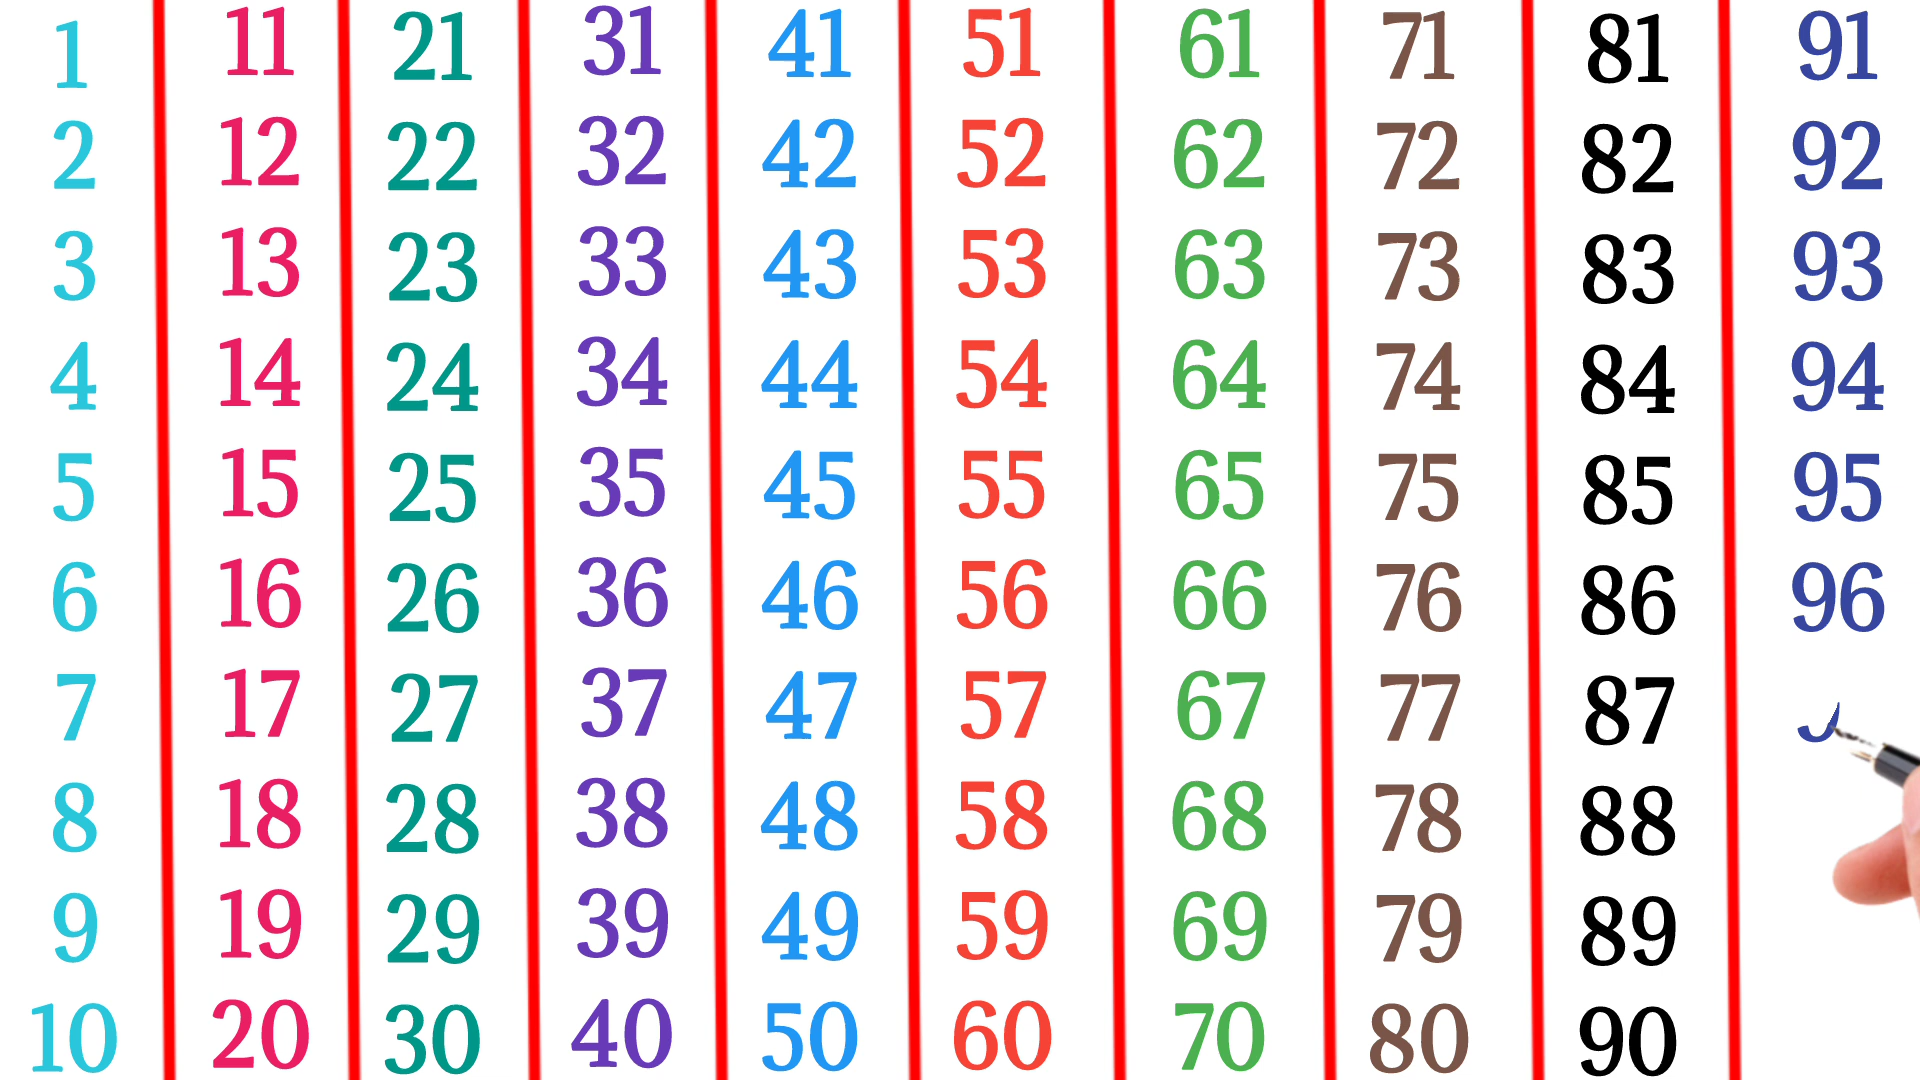 1 11 21 31 41 51 61 71 81 91
2 12 22 32 42 52 62 72 82 92
3 13 23 33 43 53 63 73 83 93
4 14 24 34 44 54 64 74 84 94
5 15 25 35 45 55 65 75 85 95
6 16 26 36 46 56 66 76 86 96
7 17 27 37 47 57 67 77 87
8 18 28 38 48 58 68 78 88
9 19 29 39 49 59 69 79 89
10 20 30 40 50 60 70 80 90